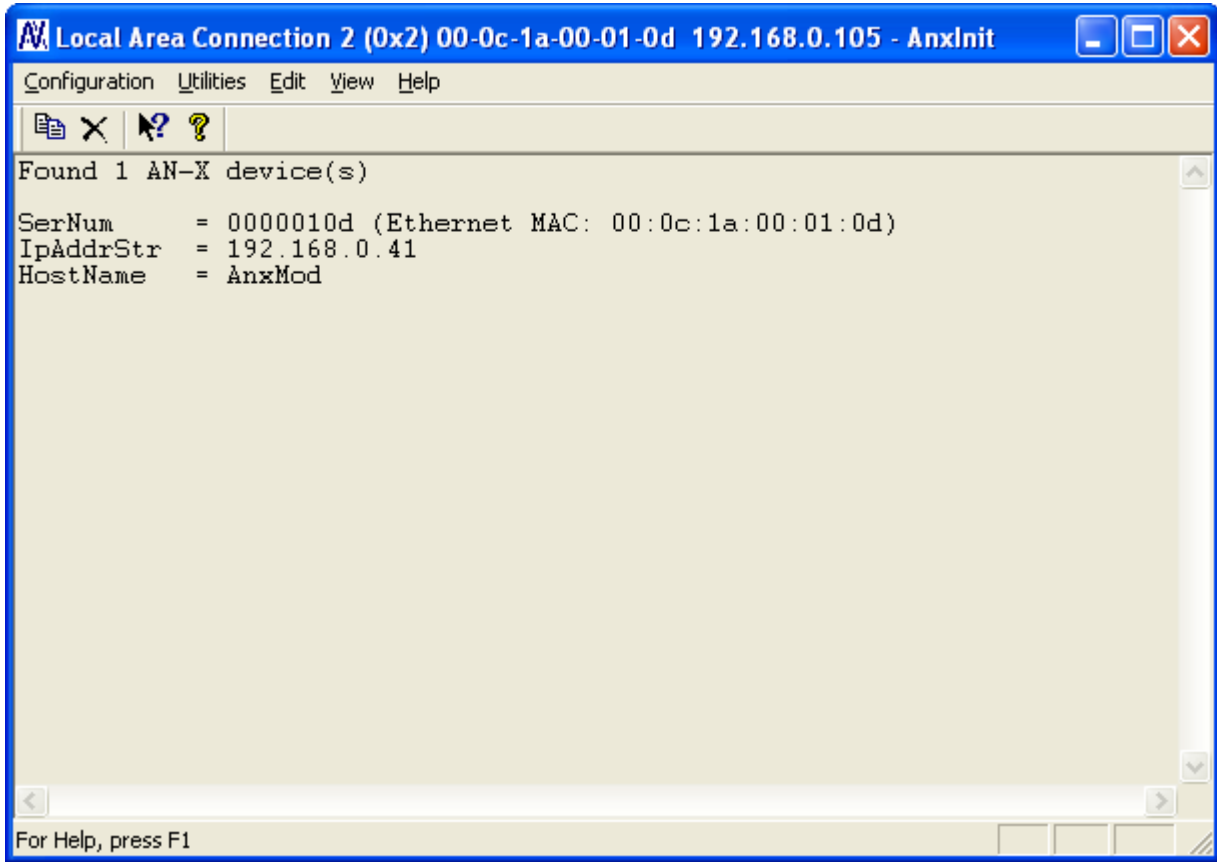 Local Area Connection 2 (0x2) 00-0c-1a-00-01-0d 192.168.0.105 - AnxInit
Configuration Utilities Edit View Help
Found 1 AN-X device(s)
SerNum = 0000010d (Ethernet MAC: 00:0c:1a:00:01:0d)
IpAddrStr = 192.168.0.41
HostName = AnxMod
For Help, press F1